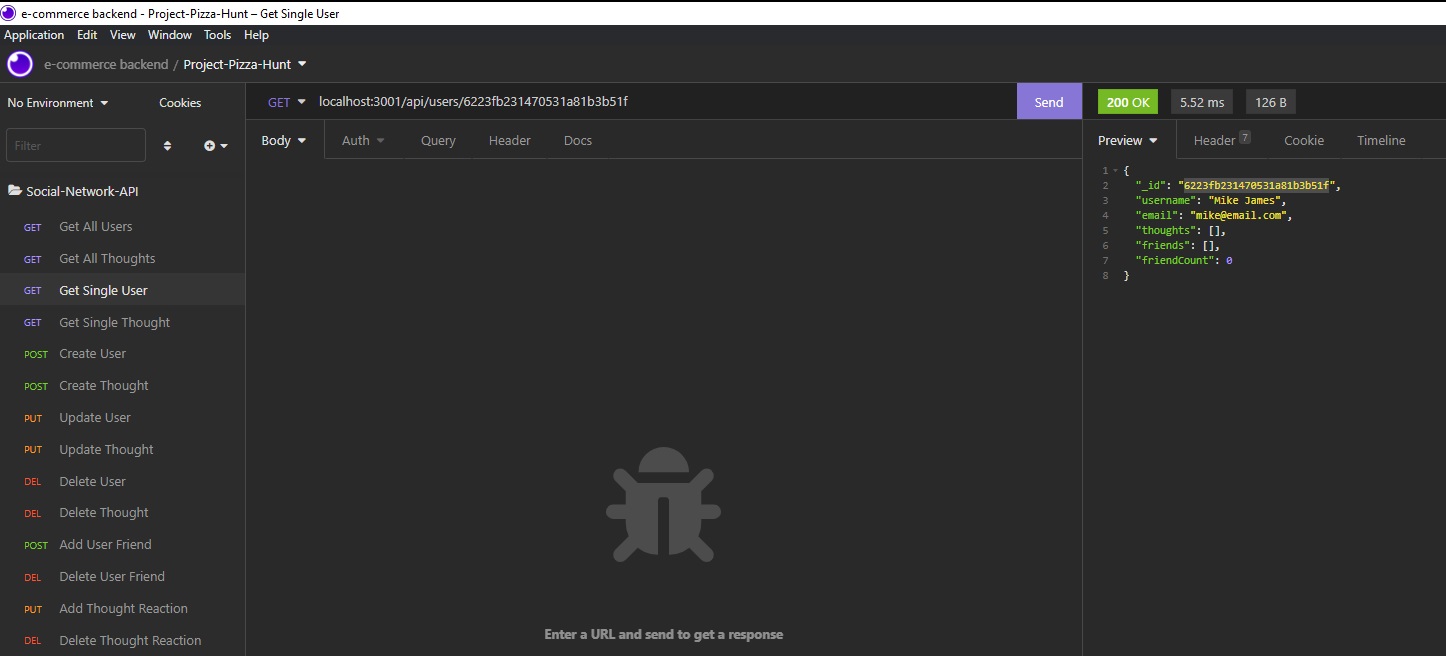 e-commerce backend - Project-Pizza-Hunt – Get Single User
Application Edit View Window Tools Help
e-commerce backend / Project-Pizza-Hunt
No Environment Cookies
Filter
Social-Network-API
GET Get All Users
GET Get All Thoughts
GET Get Single User
GET Get Single Thought
POST Create User
POST Create Thought
PUT Update User
PUT Update Thought
DEL Delete User
DEL Delete Thought
POST Add User Friend
DEL Delete User Friend
PUT Add Thought Reaction
DEL Delete Thought Reaction
GET localhost:3001/api/users/6223fb231470531a81b3b51f Send
Body Auth Query Header Docs
Enter a URL and send to get a response
200 OK 5.52 ms 126 B
Preview Header 7 Cookie Timeline
1 {
2 "_id": "6223fb231470531a81b3b51f",
3 "username": "Mike James",
4 "email": "mike@email.com",
5 "thoughts": [],
6 "friends": [],
7 "friendCount": 0
8 }